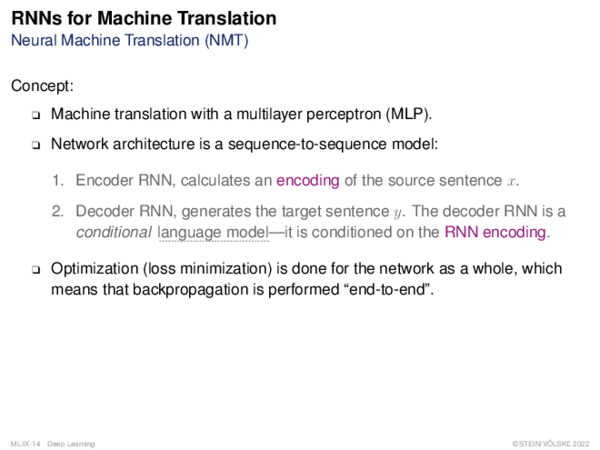 RNNs for Machine Translation
Neural Machine Translation (NMT)
Concept:
❑ Machine translation with a multilayer perceptron (MLP).
❑ Network architecture is a sequence-to-sequence model:
1. Encoder RNN, calculates an encoding of the source sentence x.
2. Decoder RNN, generates the target sentence y. The decoder RNN is a
conditional language model—it is conditioned on the RNN encoding.
❑ Optimization (loss minimization) is done for the network as a whole, which
means that backpropagation is performed “end-to-end”.
ML:IX-14 Deep Learning
©STEIN/VÖLSKE 2022